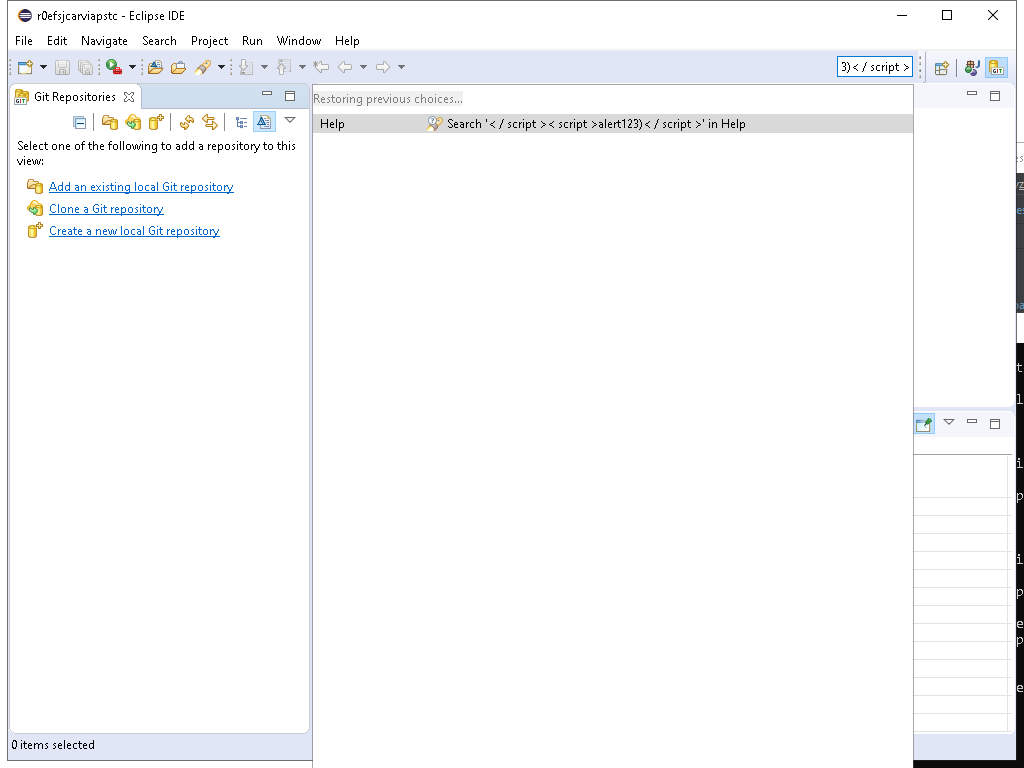 r0efsjcarviapstc - Eclipse IDE
File Edit Navigate Search Project Run Window Help
3) < / script >
GIT
GIT Git Repositories
Restoring previous choices...
Help Search '< / script >< script >alert123) < / script >' in Help
Select one of the following to add a repository to this
view:
Add an existing local Git repository
Clone a Git repository
Create a new local Git repository
0 items selected